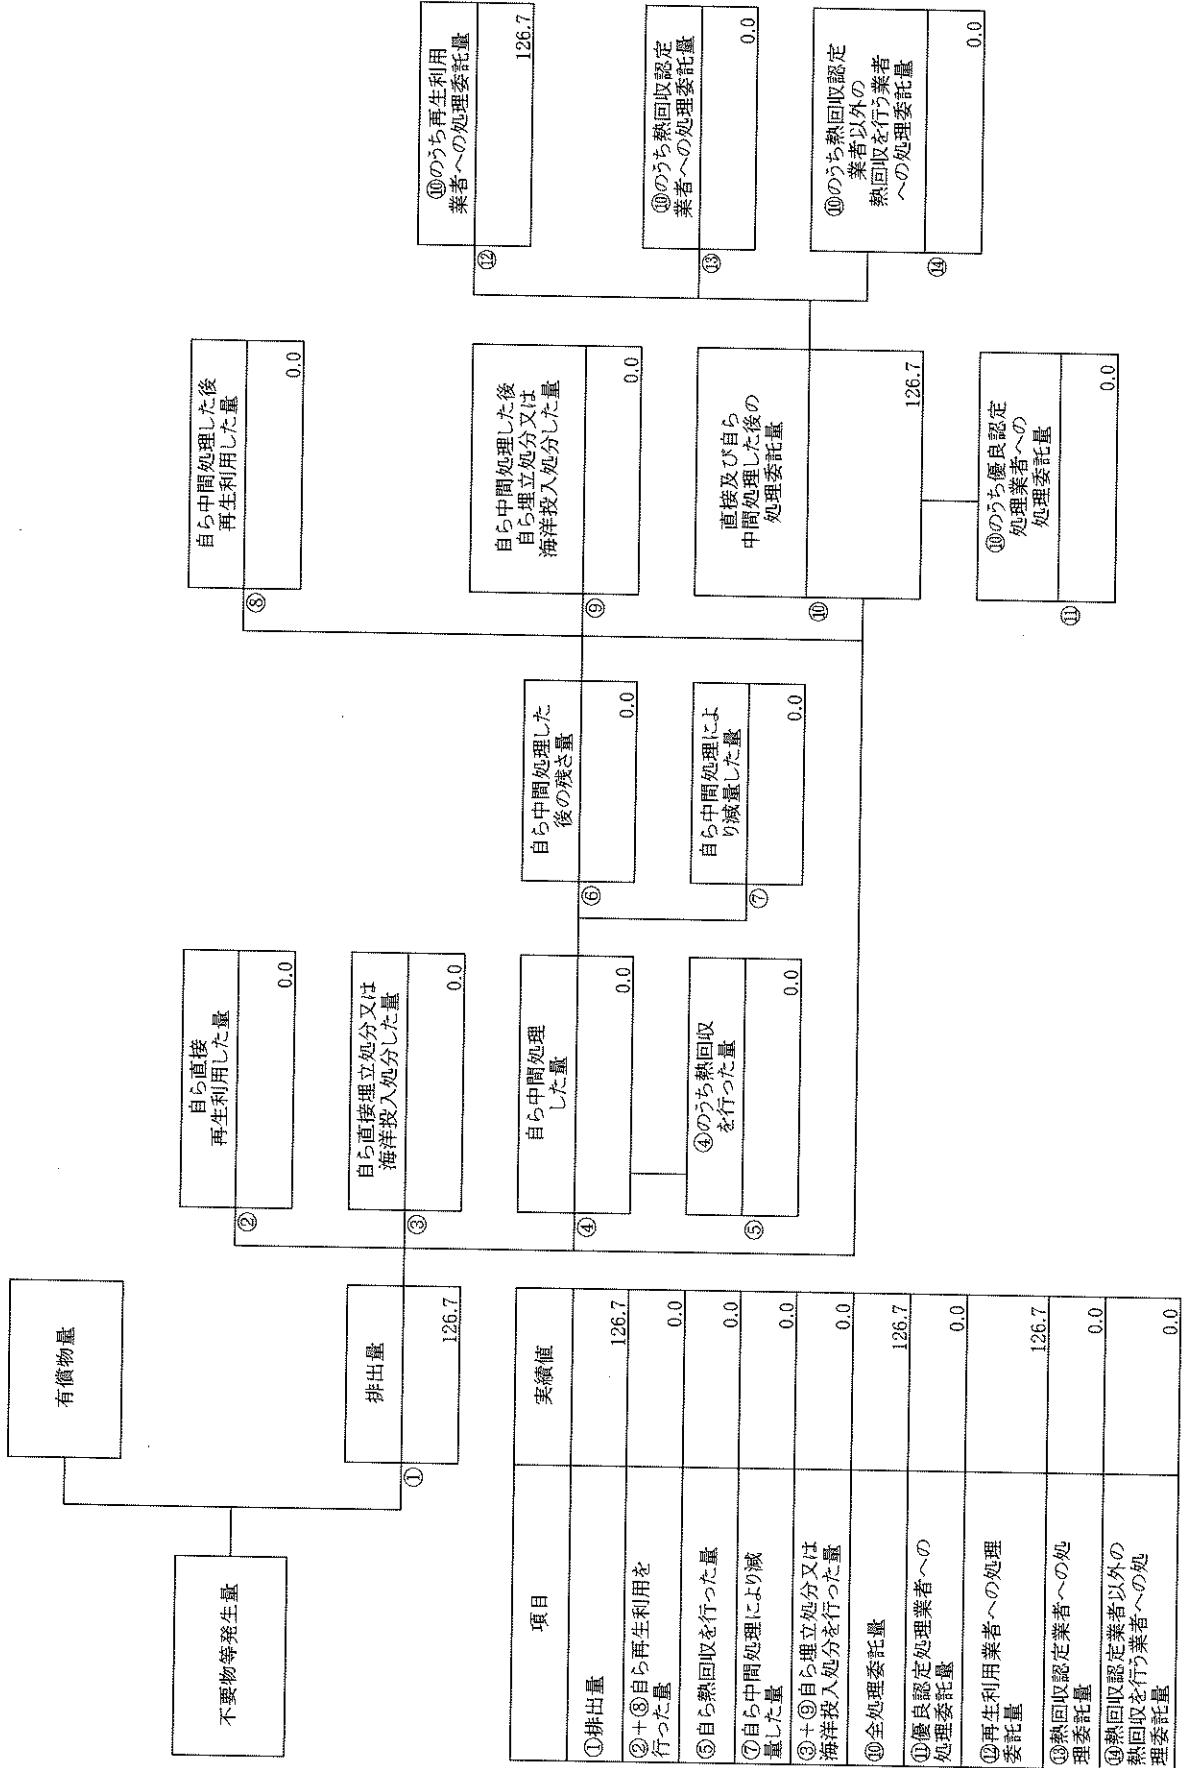 不要物等発生量
有償物量
排出量
①
126.7
自ら直接
再生利用した量
②
0.0
自ら直接埋立処分又は
海洋投入処分した量
③
0.0
自ら中間処理
した量
④
0.0
④のうち熱回収
を行った量
⑤
0.0
自ら中間処理した
後の残さ量
⑥
0.0
自ら中間処理によ
り減量した量
⑦
0.0
自ら中間処理した後
再生利用した量
⑧
0.0
自ら中間処理した後
自ら埋立処分又は
海洋投入処分した量
⑨
0.0
直接及び自ら
中間処理した後の
処理委託量
⑩
126.7
⑩のうち優良認定
処理業者への
処理委託量
⑪
0.0
⑩のうち再生利用
業者への処理委託量
⑫
126.7
⑩のうち熱回収認定
業者への処理委託量
⑬
0.0
⑩のうち熱回収認定
業者以外の
熱回収を行う業者
への処理委託量
⑭
0.0
項目 実績値
①排出量 126.7
②+⑧自ら再生利用を
行った量 0.0
⑤自ら熱回収を行った量 0.0
⑦自ら中間処理により減
量した量 0.0
③+⑨自ら埋立処分又は
海洋投入処分を行った量 0.0
⑩全処理委託量 126.7
⑪優良認定処理業者への
処理委託量 0.0
⑫再生利用業者への処理
委託量 126.7
⑬熱回収認定業者への処
理委託量 0.0
⑭熱回収認定業者以外の
熱回収を行う業者への処
理委託量 0.0